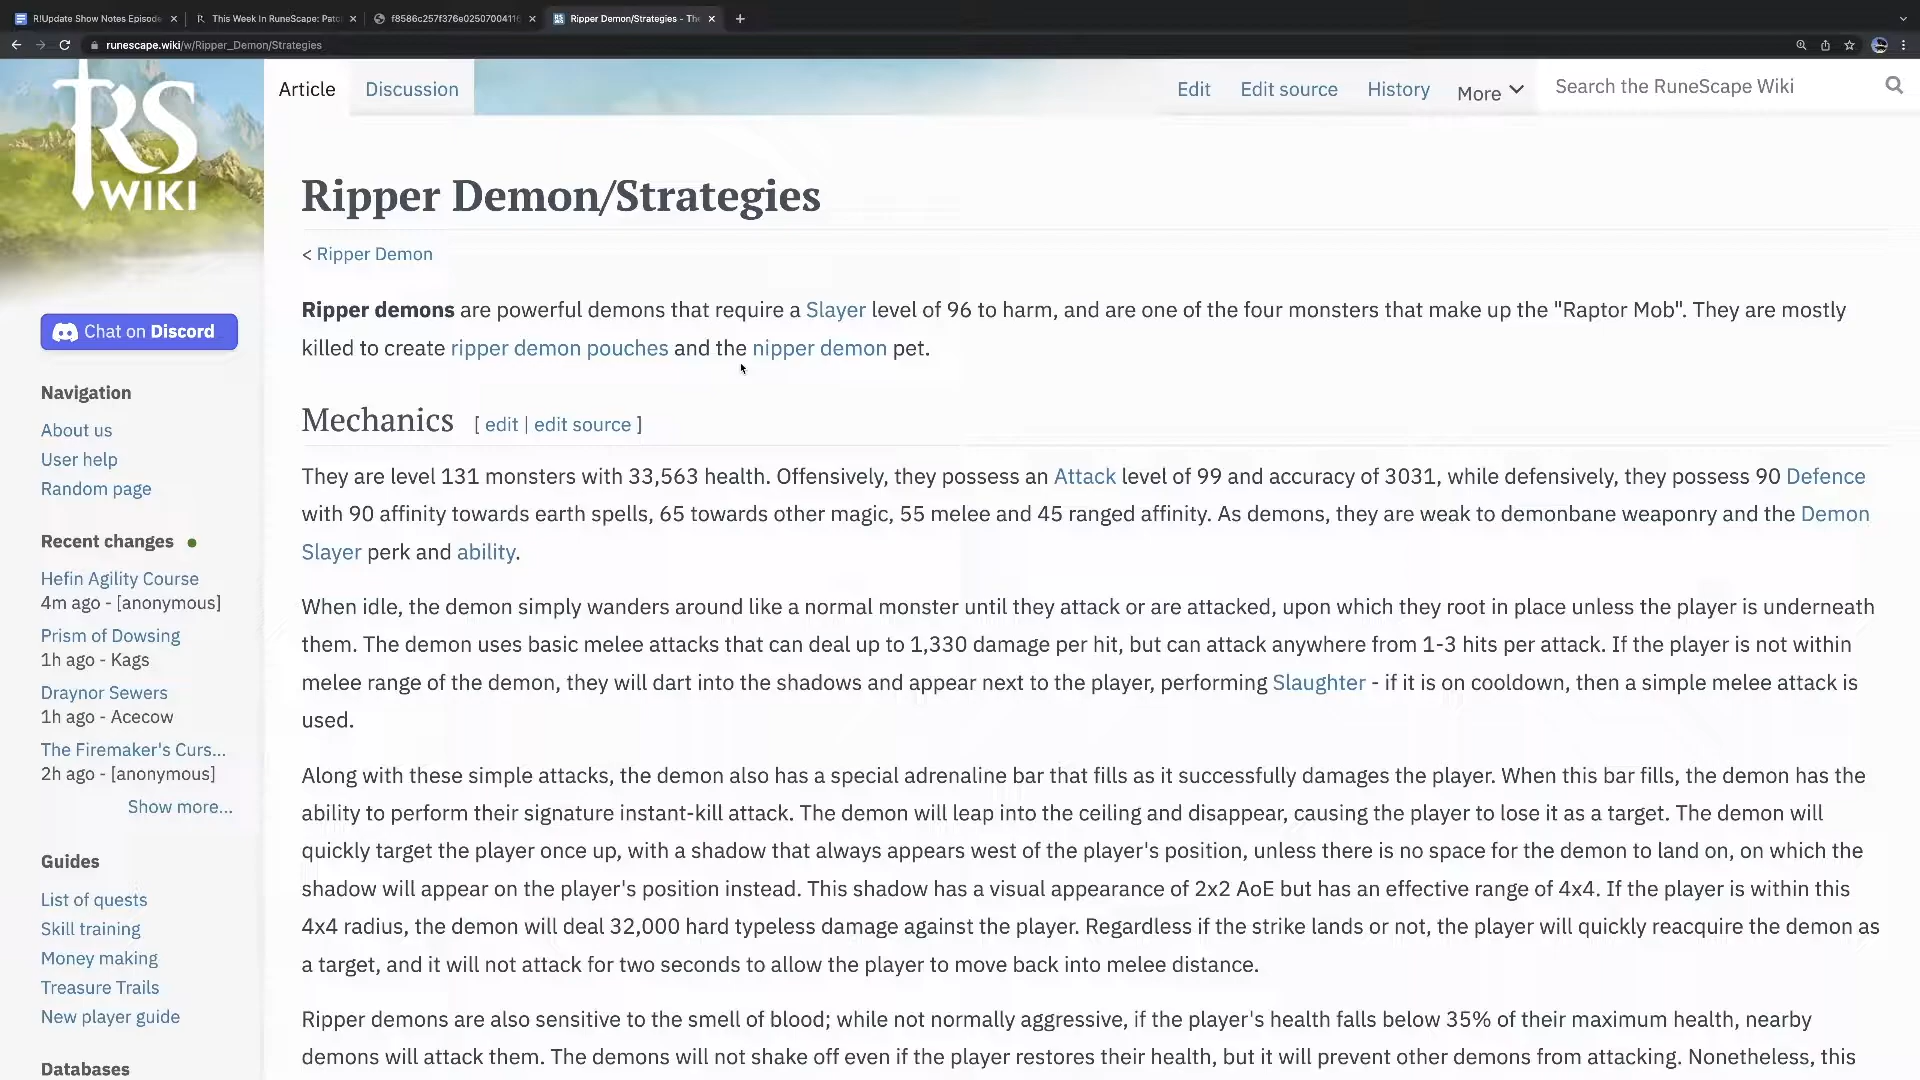 R!Update Show Notes Episode
This Week In RuneScape: Patc
f8586c257f376e0250700411
Ripper Demon/Strategies - The
runescape.wiki/w/Ripper_Demon/Strategies
RS
WIKI
Article
Discussion
Edit
Edit source
History
More
Search the RuneScape Wiki
Ripper Demon/Strategies
< Ripper Demon
Ripper demons are powerful demons that require a Slayer level of 96 to harm, and are one of the four monsters that make up the "Raptor Mob". They are mostly
killed to create ripper demon pouches and the nipper demon pet.
Mechanics [ edit | edit source ]
They are level 131 monsters with 33,563 health. Offensively, they possess an Attack level of 99 and accuracy of 3031, while defensively, they possess 90 Defence
with 90 affinity towards earth spells, 65 towards other magic, 55 melee and 45 ranged affinity. As demons, they are weak to demonbane weaponry and the Demon
Slayer perk and ability.
When idle, the demon simply wanders around like a normal monster until they attack or are attacked, upon which they root in place unless the player is underneath
them. The demon uses basic melee attacks that can deal up to 1,330 damage per hit, but can attack anywhere from 1-3 hits per attack. If the player is not within
melee range of the demon, they will dart into the shadows and appear next to the player, performing Slaughter - if it is on cooldown, then a simple melee attack is
used.
Along with these simple attacks, the demon also has a special adrenaline bar that fills as it successfully damages the player. When this bar fills, the demon has the
ability to perform their signature instant-kill attack. The demon will leap into the ceiling and disappear, causing the player to lose it as a target. The demon will
quickly target the player once up, with a shadow that always appears west of the player's position, unless there is no space for the demon to land on, on which the
shadow will appear on the player's position instead. This shadow has a visual appearance of 2x2 AoE but has an effective range of 4x4. If the player is within this
4x4 radius, the demon will deal 32,000 hard typeless damage against the player. Regardless if the strike lands or not, the player will quickly reacquire the demon as
a target, and it will not attack for two seconds to allow the player to move back into melee distance.
Ripper demons are also sensitive to the smell of blood; while not normally aggressive, if the player's health falls below 35% of their maximum health, nearby
demons will attack them. The demons will not shake off even if the player restores their health, but it will prevent other demons from attacking. Nonetheless, this
Chat on Discord
Navigation
About us
User help
Random page
Recent changes
Hefin Agility Course
4m ago - [anonymous]
Prism of Dowsing
1h ago - Kags
Draynor Sewers
1h ago - Acecow
The Firemaker's Curs...
2h ago - [anonymous]
Show more...
Guides
List of quests
Skill training
Money making
Treasure Trails
New player guide
Databases